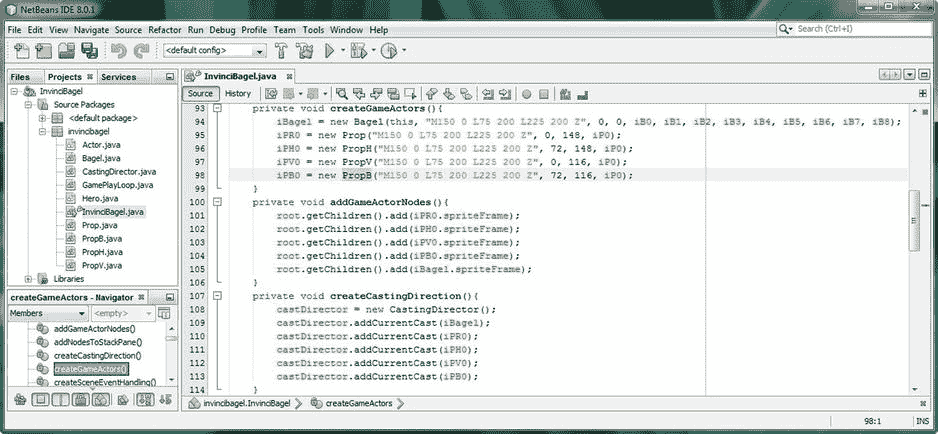 NetBeans IDE 8.0.1
File Edit View Navigate Source Refactor Run Debug Profile Team Tools Window Help
Search (Ctrl+I)
<default config>
Files Projects Services
InvinciBagel
Source Packages
<default package>
invincibagel
Actor.java
Bagel.java
CastingDirector.java
GamePlayLoop.java
Hero.java
InvinciBagel.java
Prop.java
PropB.java
PropH.java
PropV.java
Libraries
createGameActors - Navigator
Members <empty>
addGameActorNodes()
addNodesToStackPane()
createCastingDirection()
createGameActors()
createSceneEventHandling()
InvinciBagel.java
Source History
93 private void createGameActors(){
94 iBagel = new Bagel(this, "M150 0 L75 200 L225 200 Z", 0, 0, iB0, iB1, iB2, iB3, iB4, iB5, iB6, iB7, iB8);
95 iPR0 = new Prop("M150 0 L75 200 L225 200 Z", 0, 148, iP0);
96 iPH0 = new PropH("M150 0 L75 200 L225 200 Z", 72, 148, iP0);
97 iPV0 = new PropV("M150 0 L75 200 L225 200 Z", 0, 116, iP0);
98 iPB0 = new PropB("M150 0 L75 200 L225 200 Z", 72, 116, iP0);
99 }
100 private void addGameActorNodes(){
101 root.getChildren().add(iPR0.spriteFrame);
102 root.getChildren().add(iPH0.spriteFrame);
103 root.getChildren().add(iPV0.spriteFrame);
104 root.getChildren().add(iPB0.spriteFrame);
105 root.getChildren().add(iBagel.spriteFrame);
106 }
107 private void createCastingDirection(){
108 castDirector = new CastingDirector();
109 castDirector.addCurrentCast(iBagel);
110 castDirector.addCurrentCast(iPR0);
111 castDirector.addCurrentCast(iPH0);
112 castDirector.addCurrentCast(iPV0);
113 castDirector.addCurrentCast(iPB0);
114 }
invincibagel.InvinciBagel createGameActors
98:1 INS